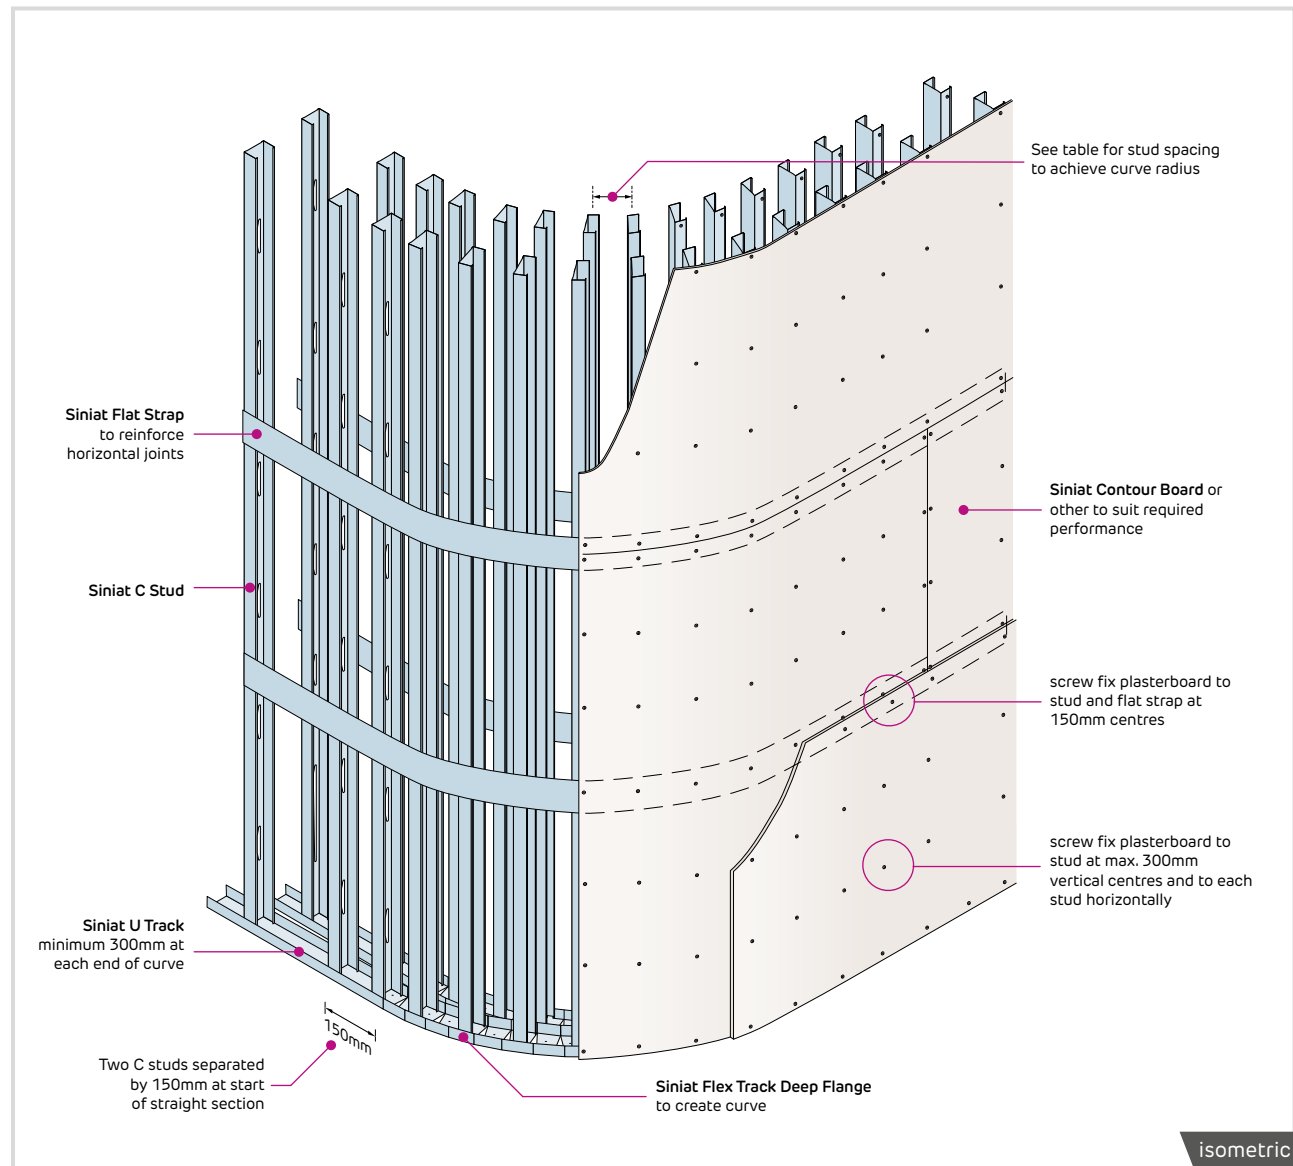 See table for stud spacing
to achieve curve radius
Siniat Flat Strap
to reinforce
horizontal joints
Siniat Contour Board or
other to suit required
performance
Siniat C Stud
screw fix plasterboard to
stud and flat strap at
150mm centres
screw fix plasterboard to
stud at max. 300mm
vertical centres and to each
stud horizontally
Siniat U Track
minimum 300mm at
each end of curve
150mm
Two C studs separated
by 150mm at start
of straight section
Siniat Flex Track Deep Flange
to create curve
isometric